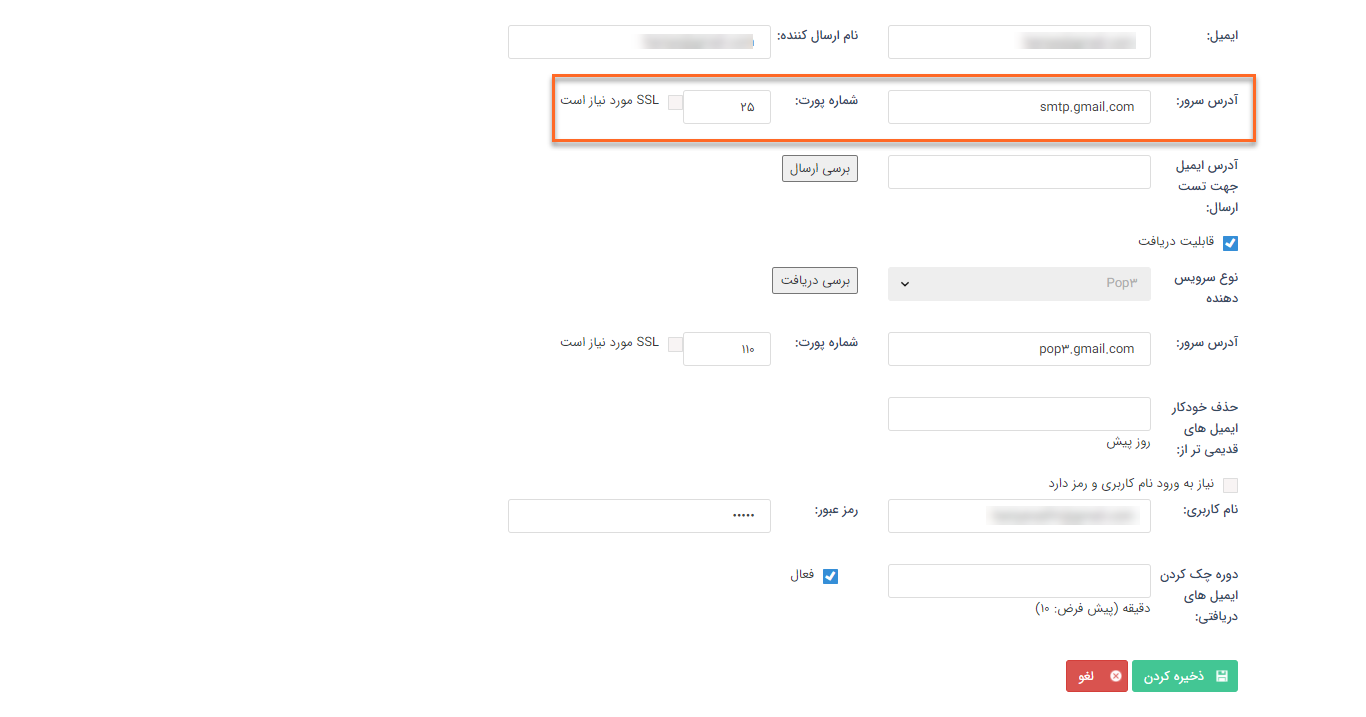 ایمیل:
نام ارسال کننده:
آدرس سرور: smtp.gmail.com
شماره پورت: ۲۵ SSL مورد نیاز است
آدرس ایمیل
جهت تست
ارسال:
برسی ارسال
قابلیت دریافت
نوع سرویس
دهنده
Pop۳
برسی دریافت
آدرس سرور: pop۳.gmail.com
شماره پورت: ۱۱۰ SSL مورد نیاز است
حذف خودکار
ایمیل های
قدیمی تر از:
روز پیش
نیاز به ورود نام کاربری و رمز دارد
نام کاربری:
رمز عبور: •••••
دوره چک کردن
ایمیل های
دریافتی:
دقیقه (پیش فرض: ۱۰)
فعال
ذخیره کردن
لغو